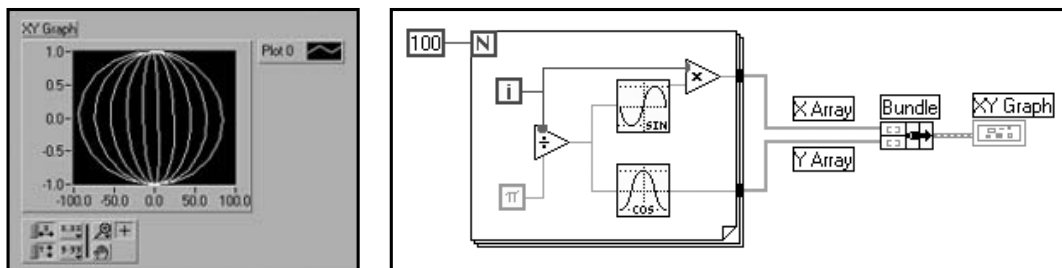 XY Graph
Plot 0
1.0
0.5
0.0
-0.5
-1.0
-100.0 -50.0 0.0 50.0 100.0
100 N
i
x
÷
π
SIN
COS
X Array
Y Array
Bundle
XY Graph